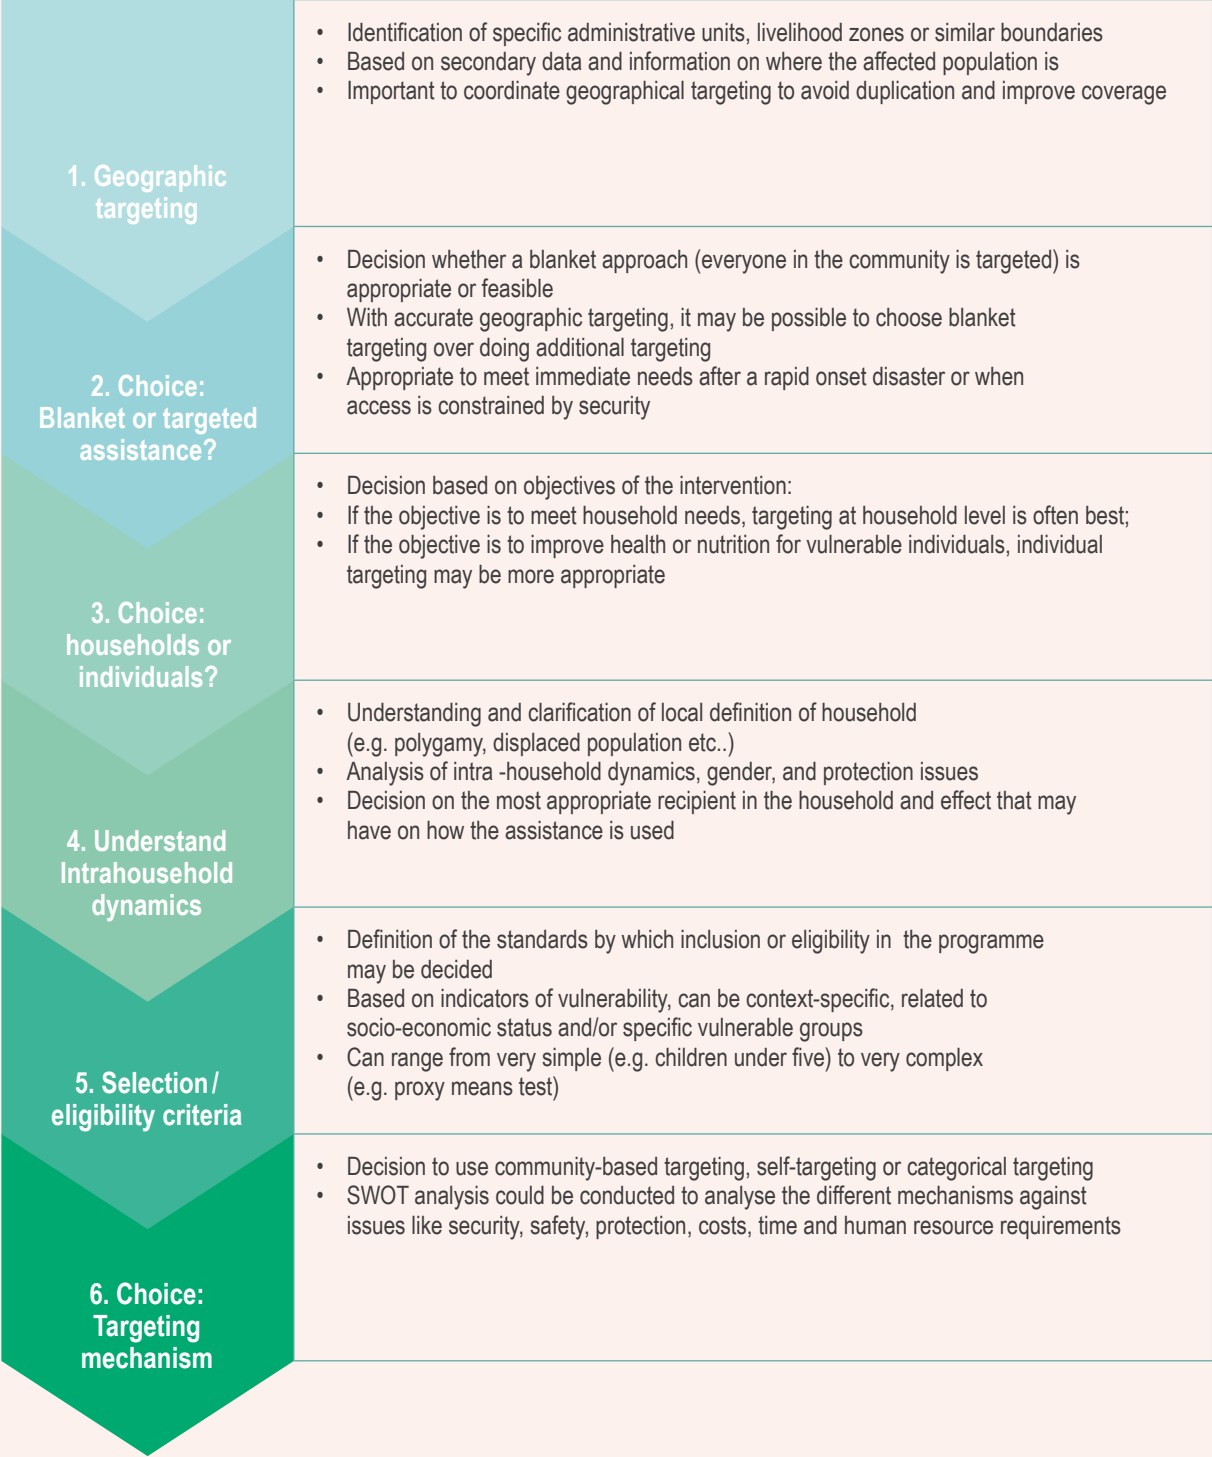 1. Geographic
targeting
• Identification of specific administrative units, livelihood zones or similar boundaries
• Based on secondary data and information on where the affected population is
• Important to coordinate geographical targeting to avoid duplication and improve coverage
2. Choice:
Blanket or targeted
assistance?
• Decision whether a blanket approach (everyone in the community is targeted) is
appropriate or feasible
• With accurate geographic targeting, it may be possible to choose blanket
targeting over doing additional targeting
• Appropriate to meet immediate needs after a rapid onset disaster or when
access is constrained by security
3. Choice:
households or
individuals?
• Decision based on objectives of the intervention:
• If the objective is to meet household needs, targeting at household level is often best;
• If the objective is to improve health or nutrition for vulnerable individuals, individual
targeting may be more appropriate
4. Understand
Intrahousehold
dynamics
• Understanding and clarification of local definition of household
(e.g. polygamy, displaced population etc..)
• Analysis of intra -household dynamics, gender, and protection issues
• Decision on the most appropriate recipient in the household and effect that may
have on how the assistance is used
5. Selection /
eligibility criteria
• Definition of the standards by which inclusion or eligibility in  the programme
may be decided
• Based on indicators of vulnerability, can be context-specific, related to
socio-economic status and/or specific vulnerable groups
• Can range from very simple (e.g. children under five) to very complex
(e.g. proxy means test)
6. Choice:
Targeting
mechanism
• Decision to use community-based targeting, self-targeting or categorical targeting
• SWOT analysis could be conducted to analyse the different mechanisms against
issues like security, safety, protection, costs, time and human resource requirements